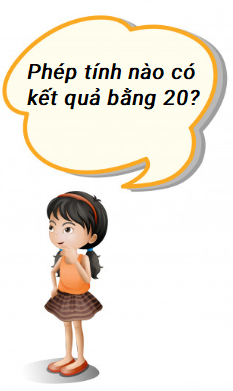 Phép tính nào có
kết quả bằng 20?